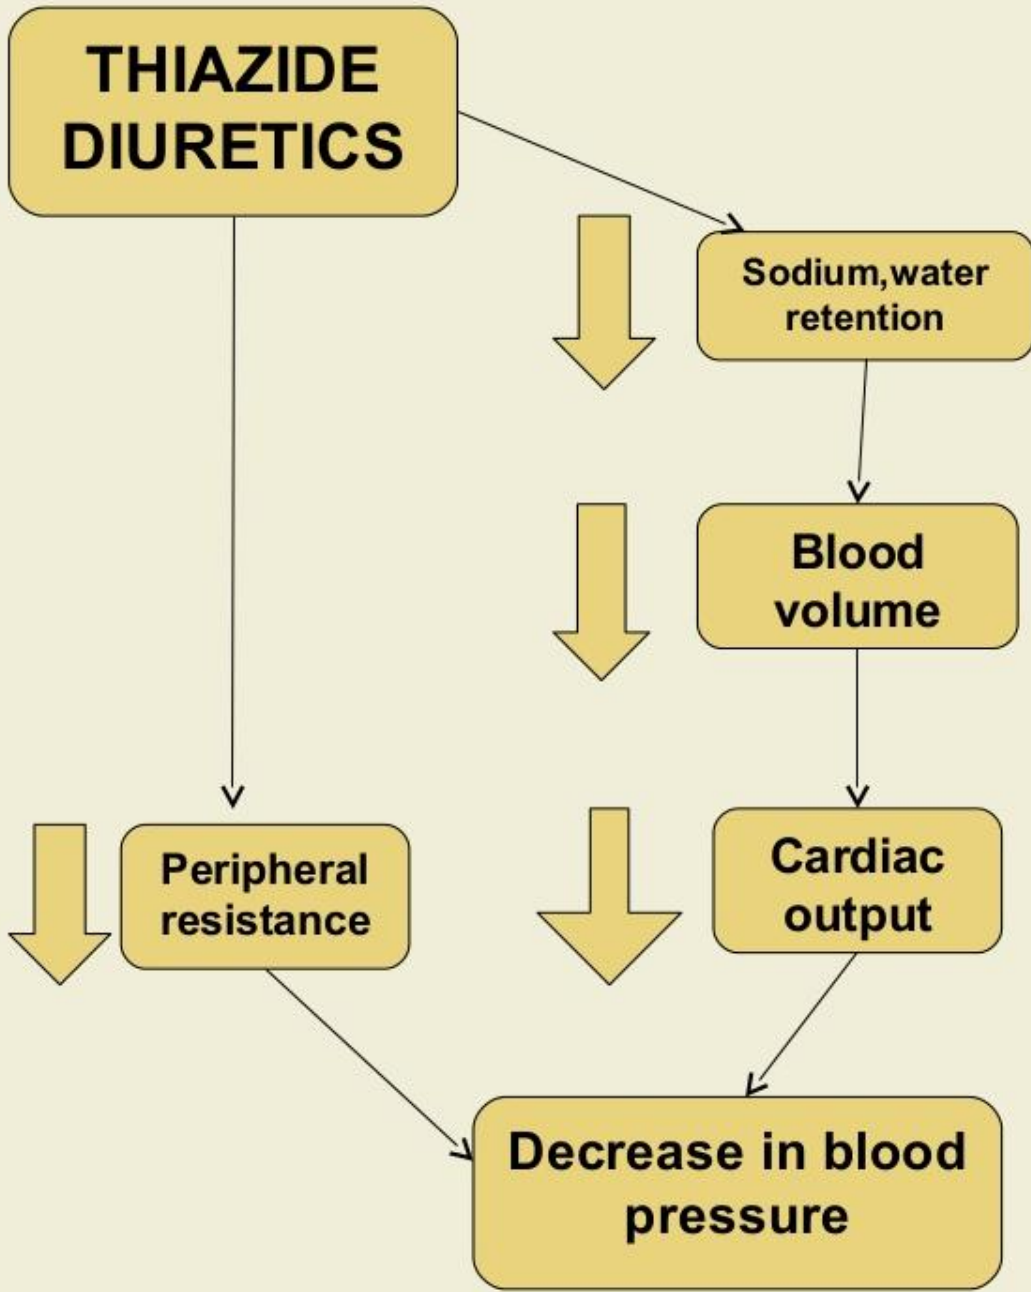 THIAZIDE
DIURETICS
Sodium,water
retention
Blood
volume
Peripheral
resistance
Cardiac
output
Decrease in blood
pressure